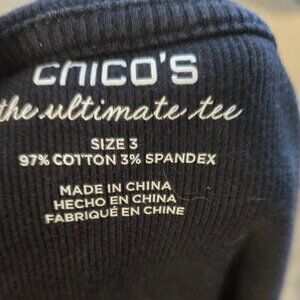 chico's
the ultimate tee
SIZE 3
97% COTTON 3% SPANDEX
MADE IN CHINA
HECHO EN CHINA
FABRIQUÉ EN CHINE